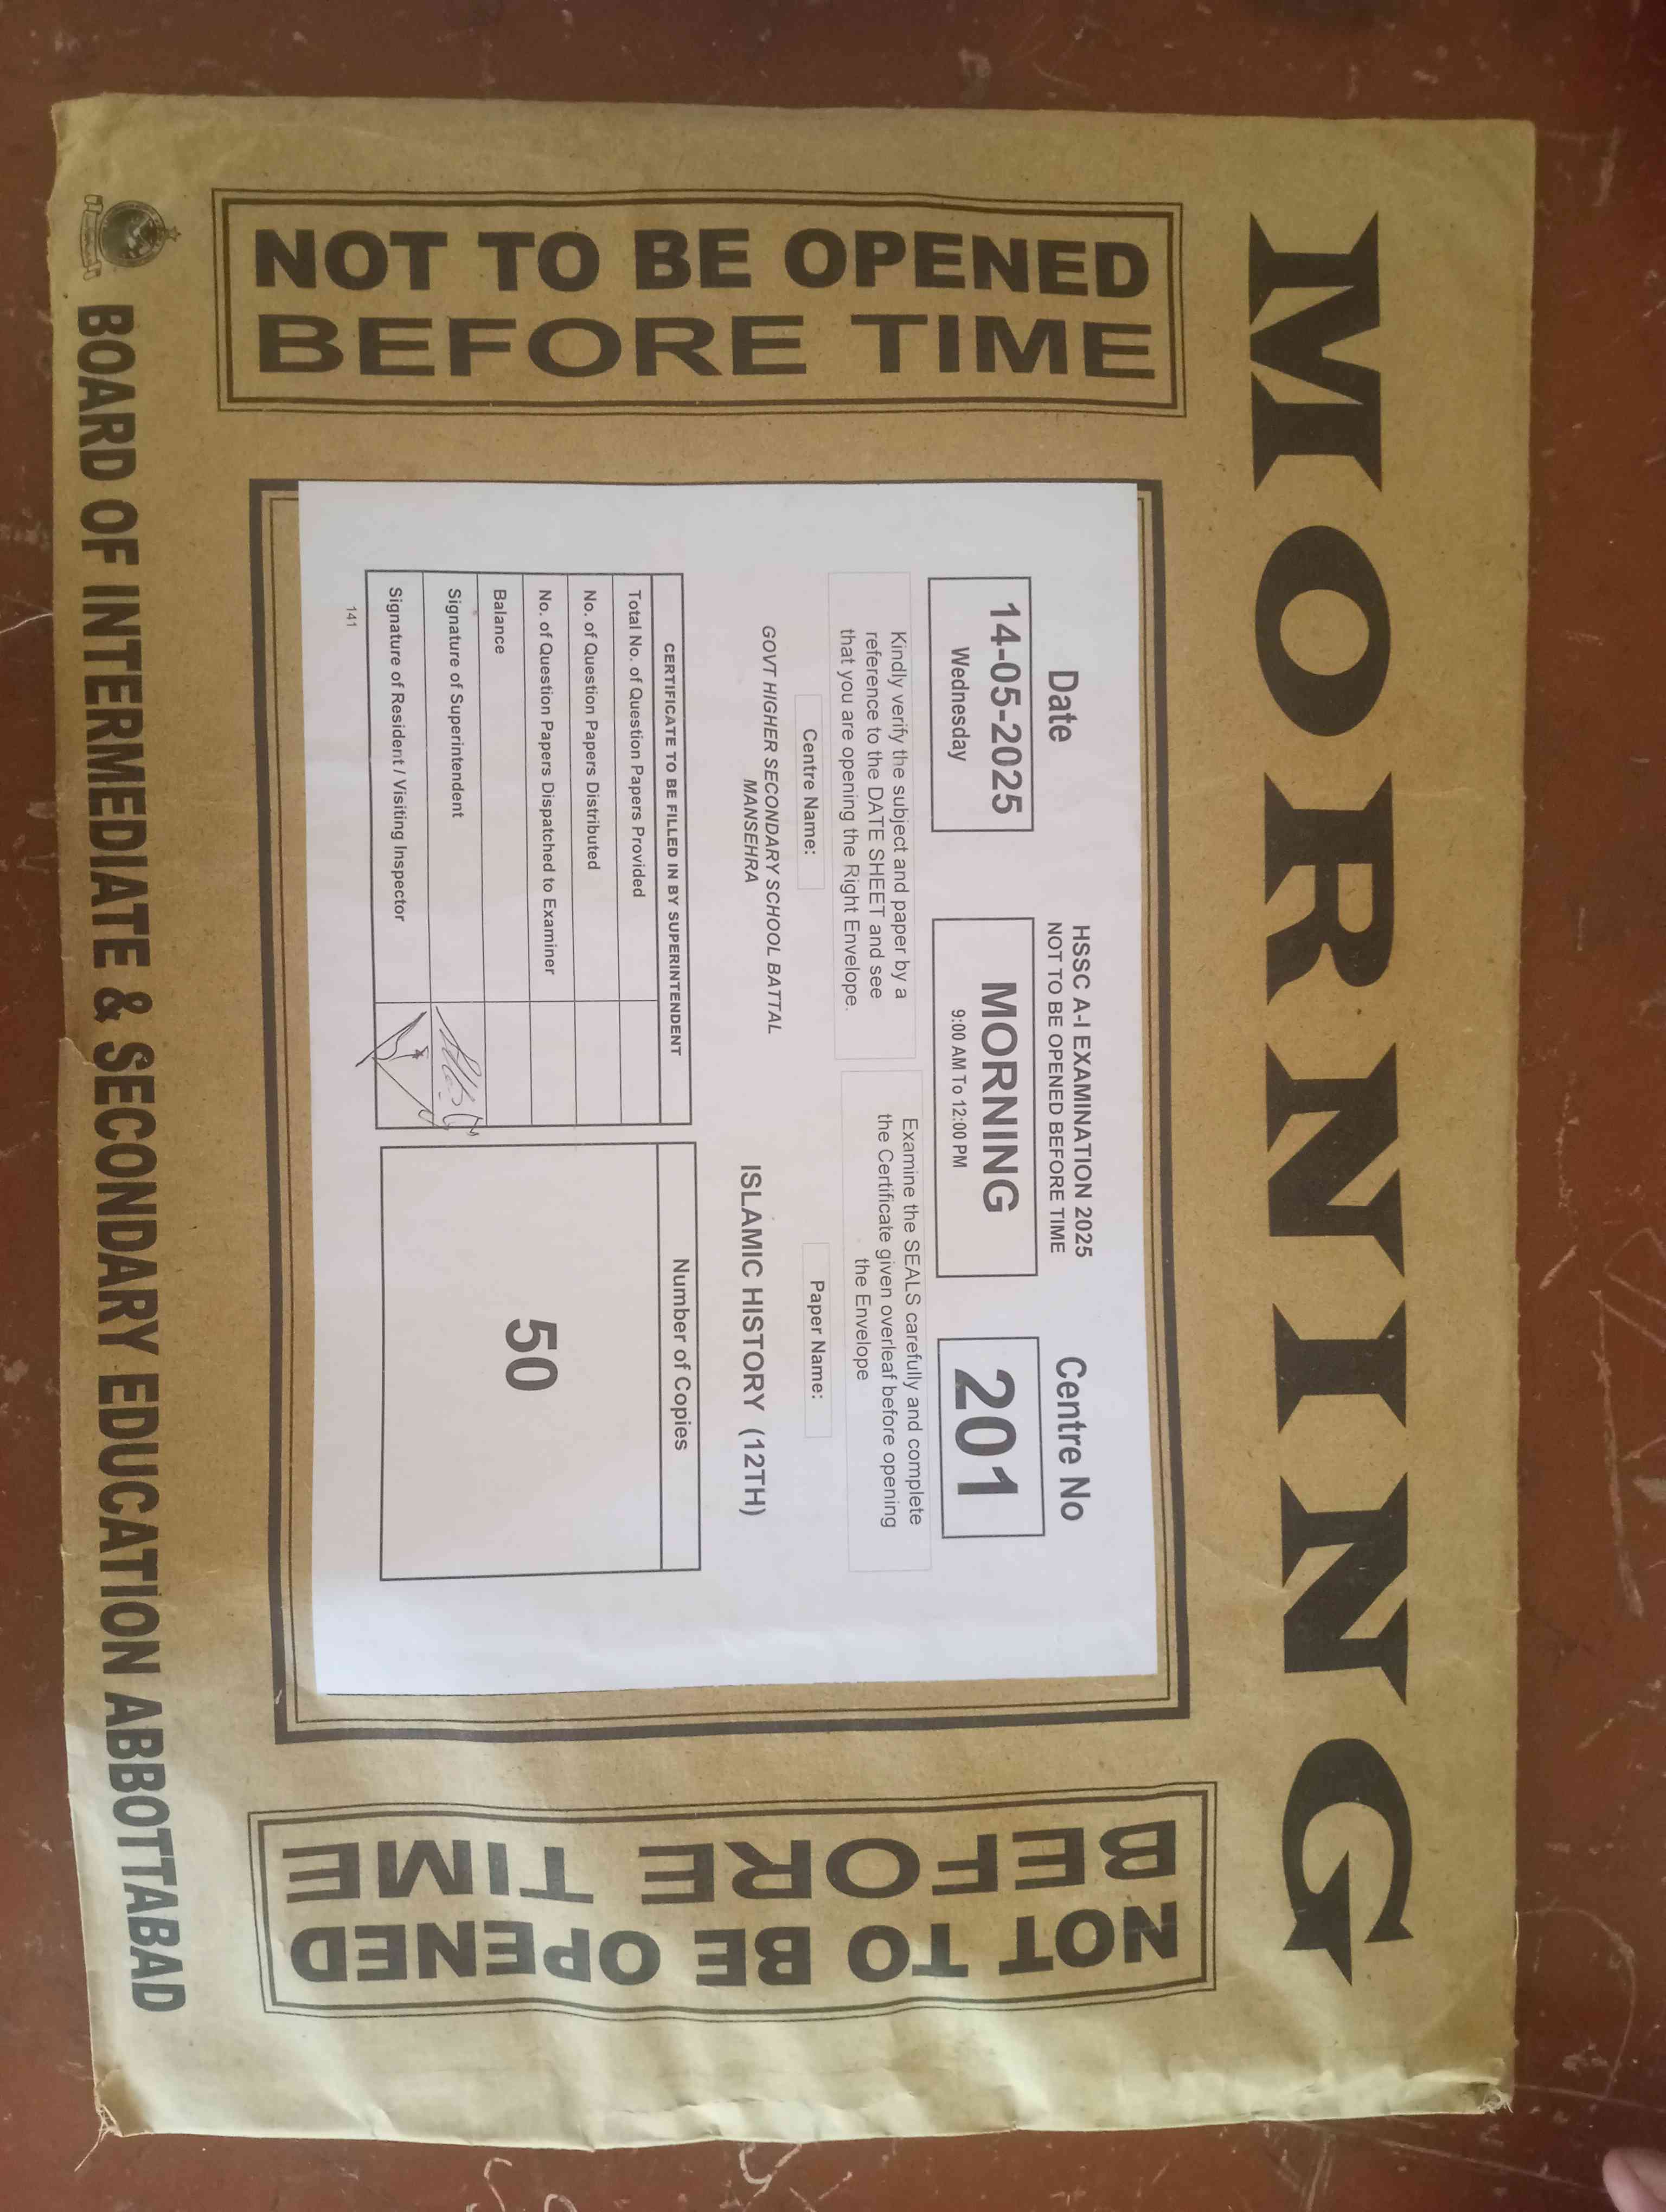 MORNING
NOT TO BE OPENED
BEFORE TIME
HSSC A-I EXAMINATION 2025
NOT TO BE OPENED BEFORE TIME
Date
14-05-2025
Wednesday
MORNING
9:00 AM To 12:00 PM
Centre No
201
Kindly verify the subject and paper by a
reference to the DATE SHEET and see
that you are opening the Right Envelope.
Examine the SEALS carefully and complete
the Certificate given overleaf before opening
the Envelope
Centre Name:
GOVT HIGHER SECONDARY SCHOOL BATTAL
MANSEHRA
Paper Name:
ISLAMIC HISTORY (12TH)
CERTIFICATE TO BE FILLED IN BY SUPERINTENDENT
Total No. of Question Papers Provided
No. of Question Papers Distributed
No. of Question Papers Dispatched to Examiner
Balance
Signature of Superintendent
Signature of Resident / Visiting Inspector
141
Number of Copies
50
NOT TO BE OPENED
BEFORE TIME
BOARD OF INTERMEDIATE & SECONDARY EDUCATION ABBOTTABAD